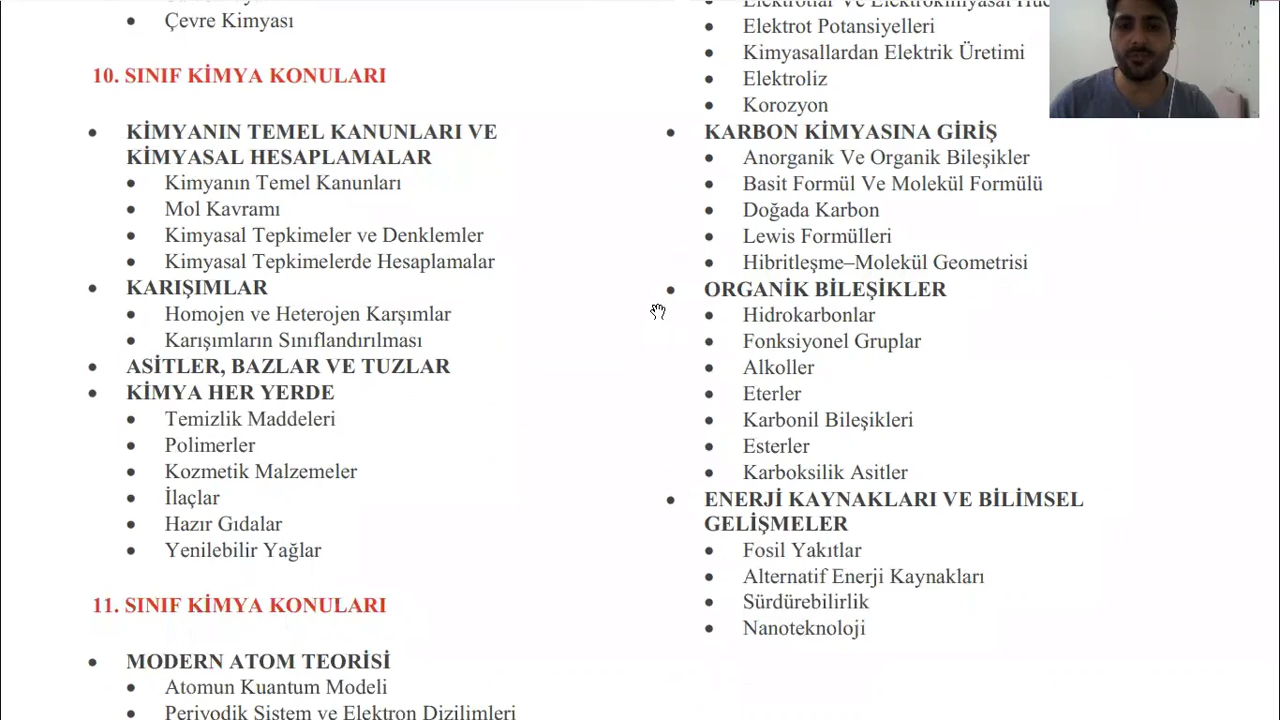 Çevre Kimyası
10. SINIF KİMYA KONULARI
KİMYANIN TEMEL KANUNLARI VE
KİMYASAL HESAPLAMALAR
Kimyanın Temel Kanunları
Mol Kavramı
Kimyasal Tepkimeler ve Denklemler
Kimyasal Tepkimelerde Hesaplamalar
KARIŞIMLAR
Homojen ve Heterojen Karşımlar
Karışımların Sınıflandırılması
ASİTLER, BAZLAR VE TUZLAR
KİMYA HER YERDE
Temizlik Maddeleri
Polimerler
Kozmetik Malzemeler
İlaçlar
Hazır Gıdalar
Yenilebilir Yağlar
11. SINIF KİMYA KONULARI
MODERN ATOM TEORİSİ
Atomun Kuantum Modeli
Periyodik Sistem ve Elektron Dizilimleri
Elektrotlar Ve Elektrokimyasal
Elektrot Potansiyelleri
Kimyasallardan Elektrik Üretimi
Elektroliz
Korozyon
KARBON KİMYASINA GİRİŞ
Anorganik Ve Organik Bileşikler
Basit Formül Ve Molekül Formülü
Doğada Karbon
Lewis Formülleri
Hibritleşme–Molekül Geometrisi
ORGANİK BİLEŞİKLER
Hidrokarbonlar
Fonksiyonel Gruplar
Alkoller
Eterler
Karbonil Bileşikleri
Esterler
Karboksilik Asitler
ENERJİ KAYNAKLARI VE BİLİMSEL
GELİŞMELER
Fosil Yakıtlar
Alternatif Enerji Kaynakları
Sürdürebilirlik
Nanoteknoloji